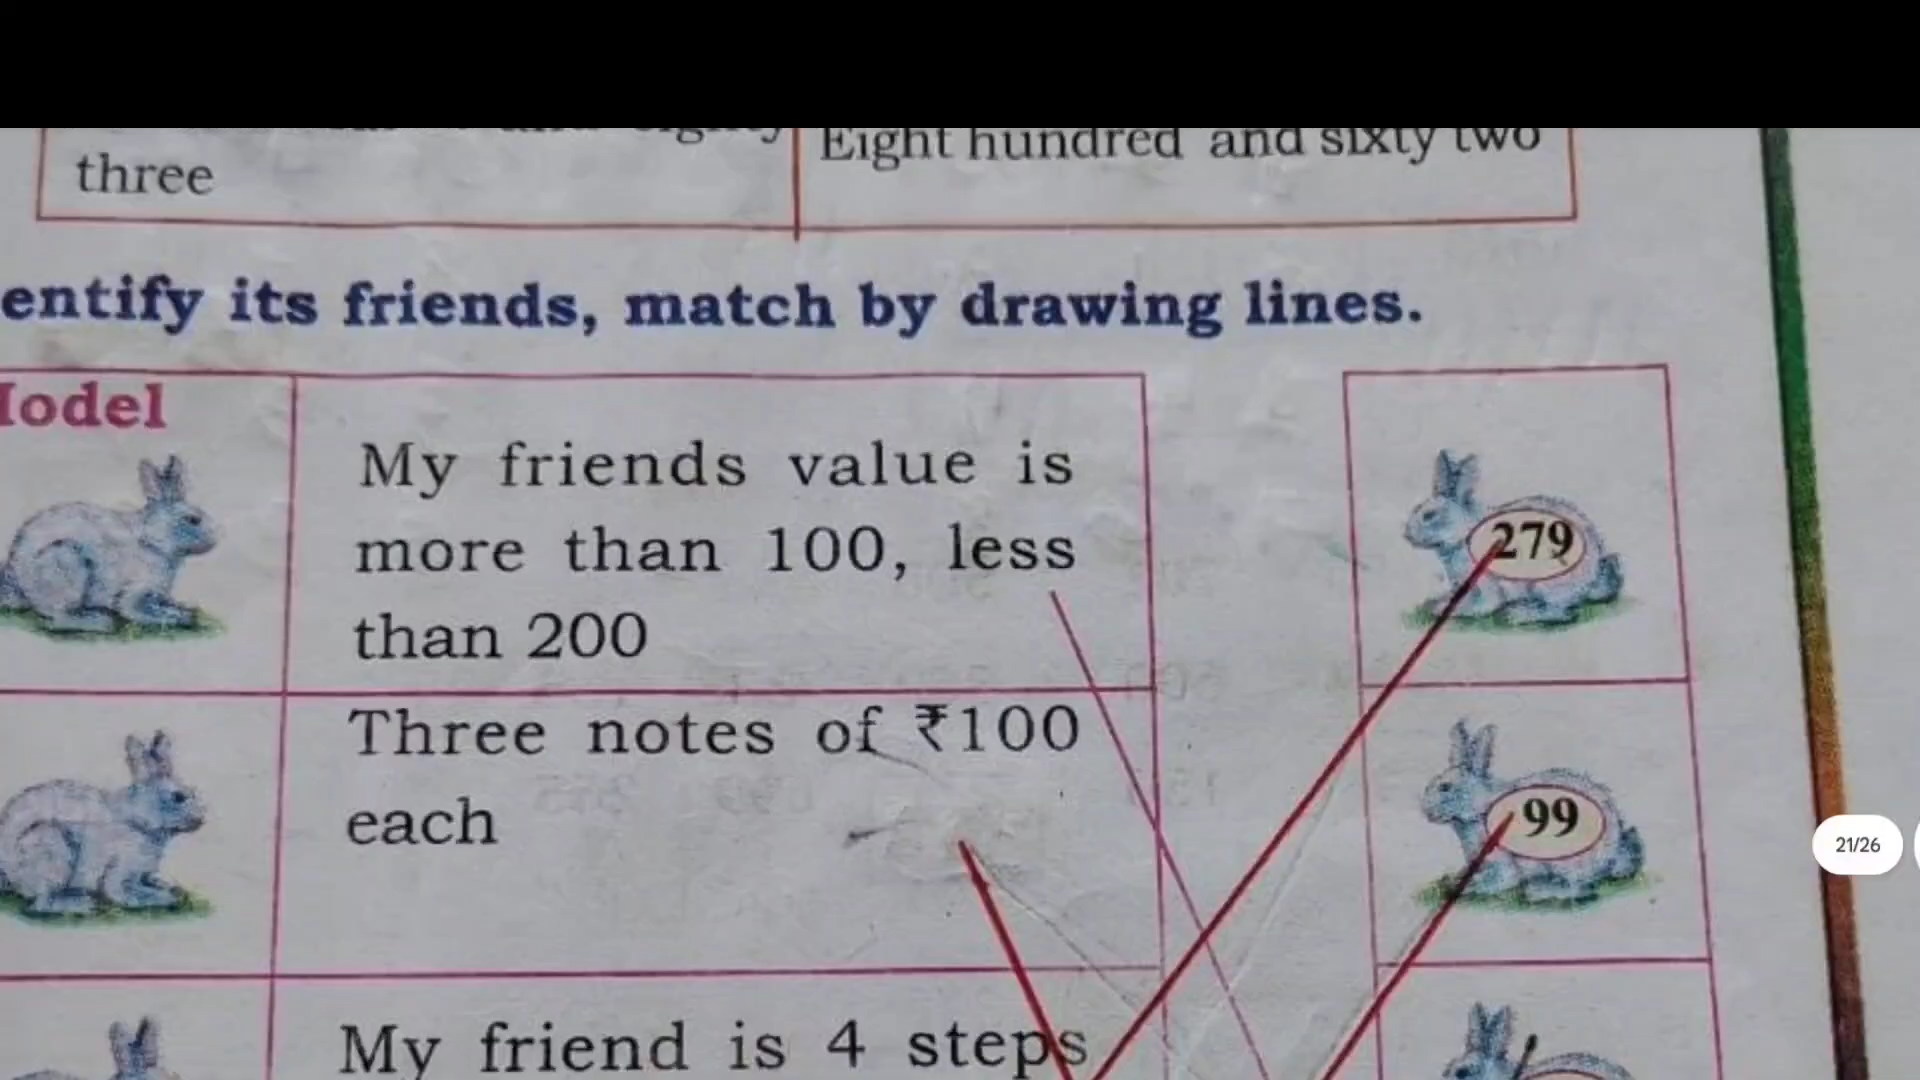 three
Eight hundred and sixty two
entify its friends, match by drawing lines.
Model
My friends value is
more than 100, less
than 200
279
Three notes of ₹100
each
99
21/26
My friend is 4 steps